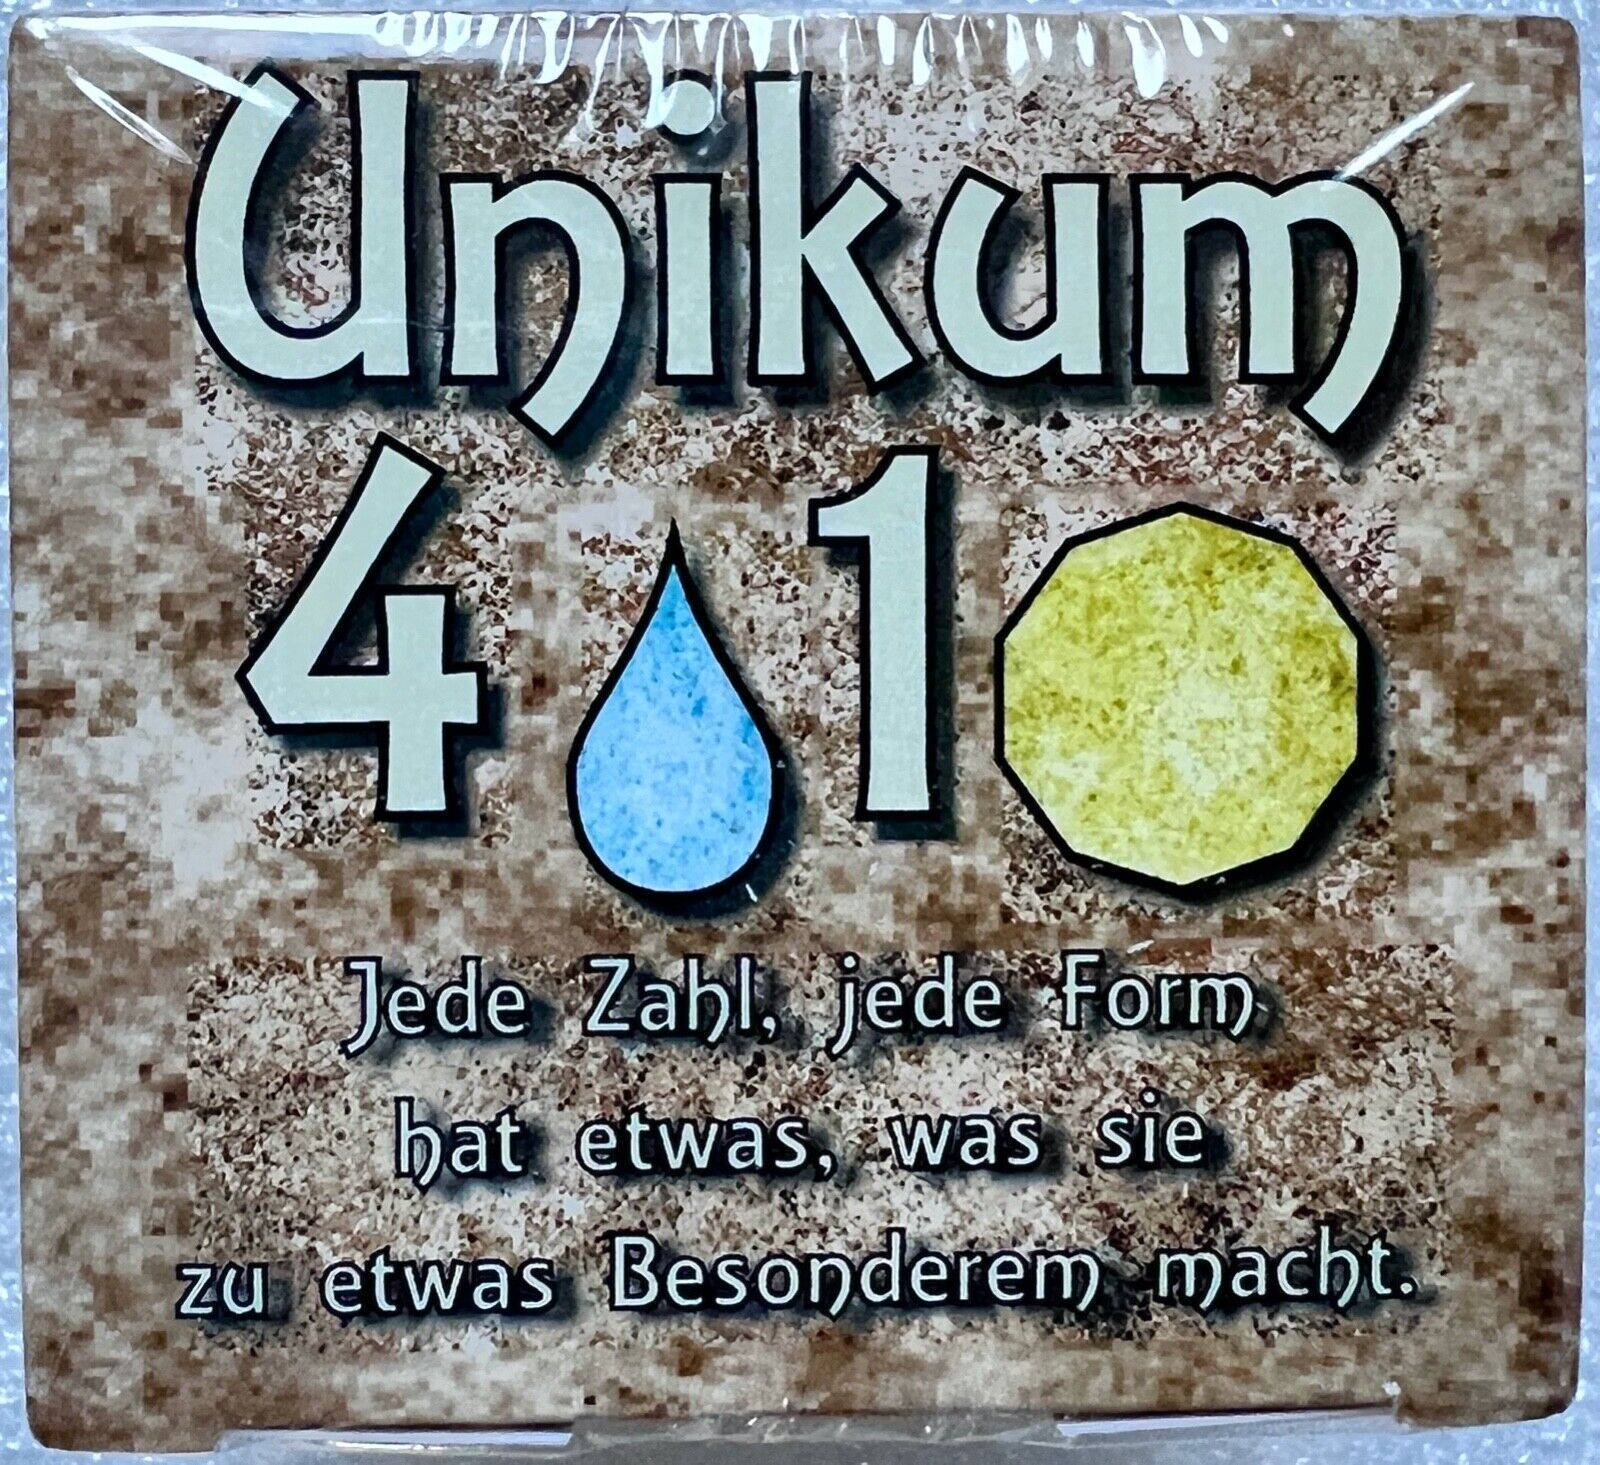 Unikum
4 1
Jede Zahl, jede Form
hat etwas, was sie
zu etwas Besonderem macht.